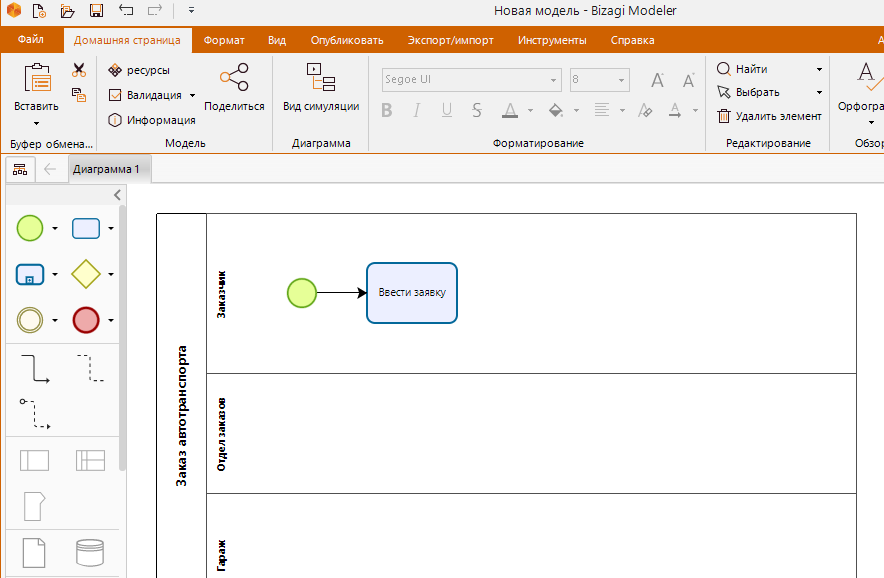 Новая модель - Bizagi Modeler
Файл
Домашняя страница
Формат
Вид
Опубликовать
Экспорт/импорт
Инструменты
Справка
Вставить
Буфер обмена...
ресурсы
Валидация
Информация
Поделиться
Модель
Вид симуляции
Диаграмма
Segoe UI
8
B I U S A
A A
A
Форматирование
Найти
Выбрать
Удалить элемент
Редактирование
Диаграмма 1
Заказ автотранспорта
Заказчик
Ввести заявку
Отдел заказов
Гараж